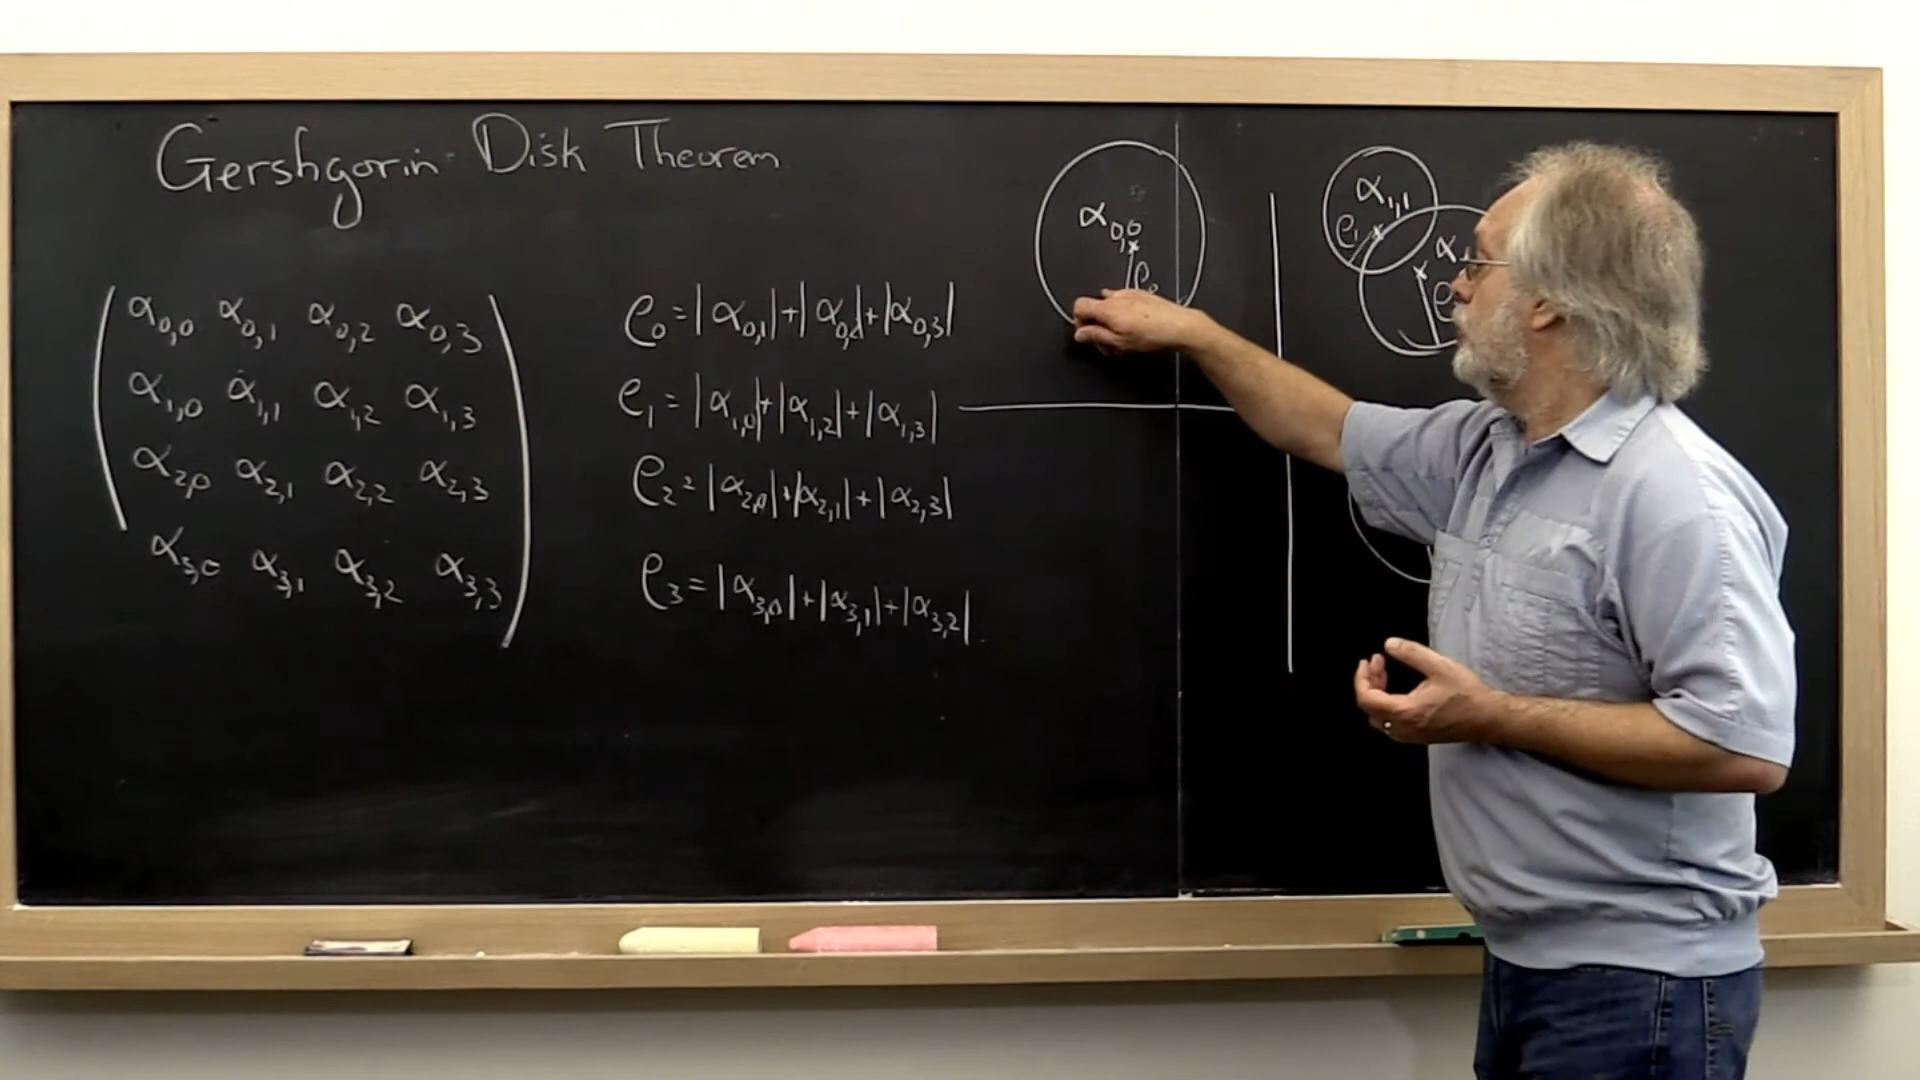 Gershgorin Disk Theorem
α0,0 α0,1 α0,2 α0,3
α1,0 α1,1 α1,2 α1,3
α2,0 α2,1 α2,2 α2,3
α3,0 α3,1 α3,2 α3,3
ρ0=|α0,1|+|α0,2|+|α0,3|
ρ1=|α1,0|+|α1,2|+|α1,3|
ρ2=|α2,0|+|α2,1|+|α2,3|
ρ3=|α3,0|+|α3,1|+|α3,2|
α0,0
ρ0
α1,1
ρ1
α
ρ